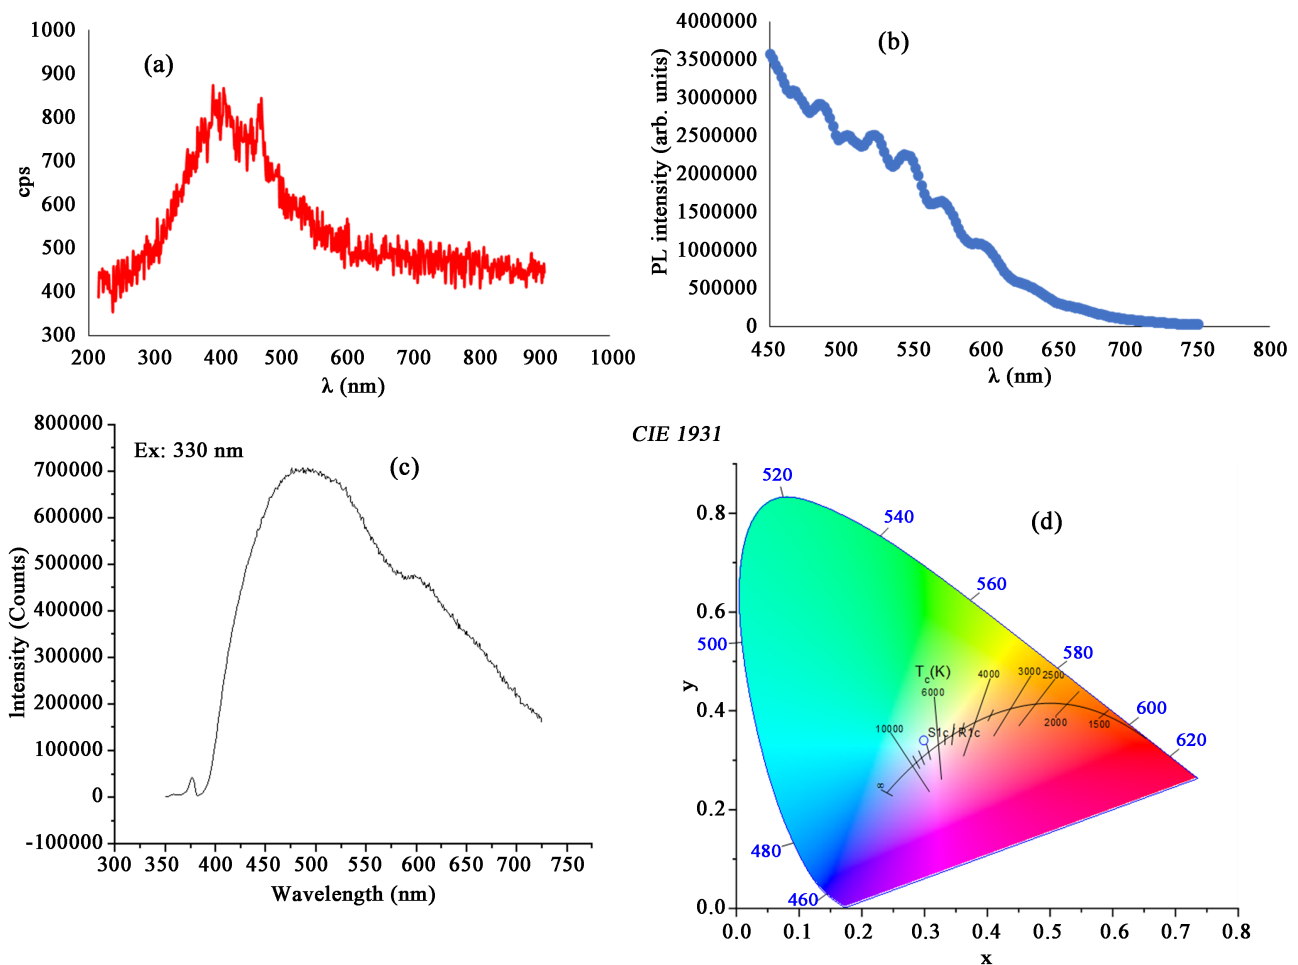 (a)
1000
900
800
700
600
500
400
300
cps
200 300 400 500 600 700 800 900 1000
λ (nm)
(b)
4000000
3500000
3000000
2500000
2000000
1500000
1000000
500000
0
PL intensity (arb. units)
450 500 550 600 650 700 750 800
λ (nm)
Ex: 330 nm
(c)
800000
700000
600000
500000
400000
300000
200000
100000
0
-100000
Intensity (Counts)
300 350 400 450 500 550 600 650 700 750
Wavelength (nm)
CIE 1931
(d)
0.8
0.6
0.4
0.2
0.0
y
520
540
560
500
580
600
620
480
460
Tc(K)
4000 3000 2500
6000
10000
S1c R1c
2000 1500
∞
0.0 0.1 0.2 0.3 0.4 0.5 0.6 0.7 0.8
x